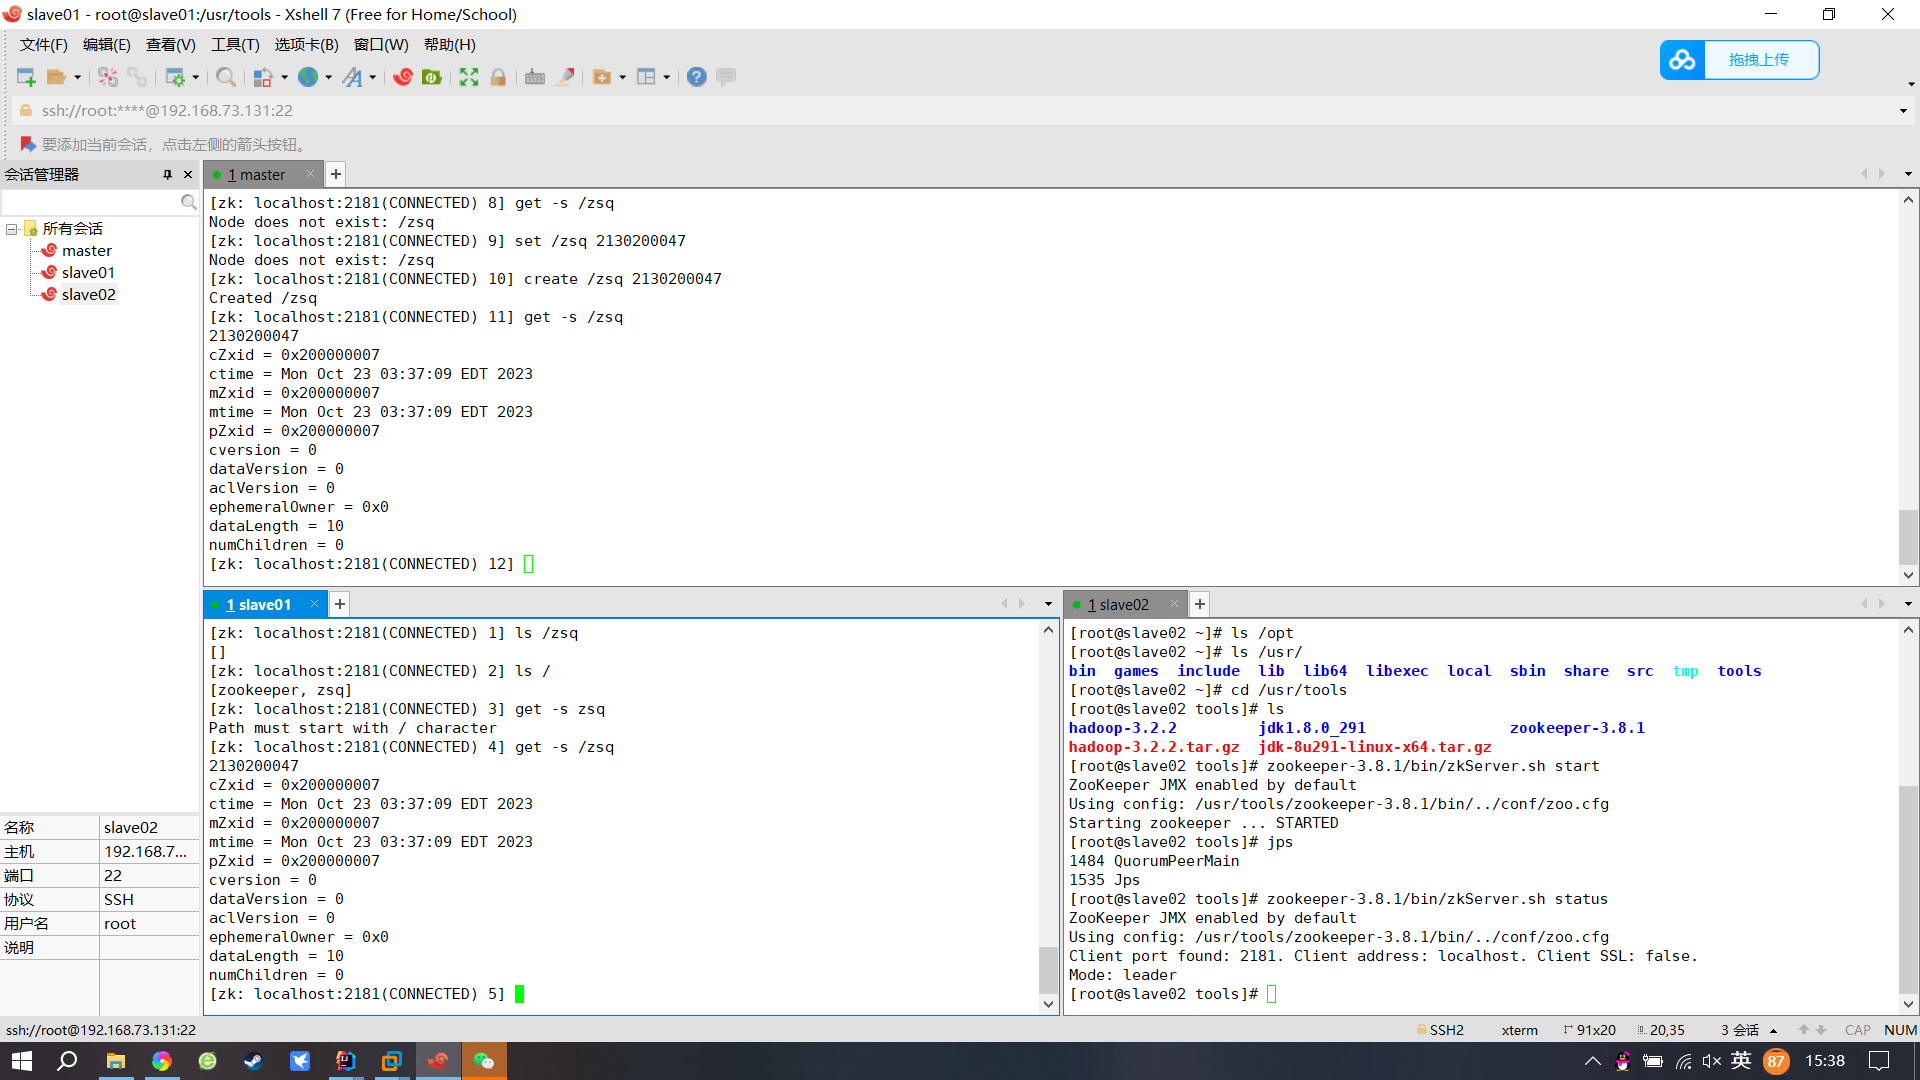 slave01 - root@slave01:/usr/tools - Xshell 7 (Free for Home/School)
文件(F) 编辑(E) 查看(V) 工具(T) 选项卡(B) 窗口(W) 帮助(H)
拖拽上传
ssh://root:****@192.168.73.131:22
要添加当前会话，点击左侧的箭头按钮。
会话管理器
所有会话
master
slave01
slave02
名称 slave02
主机 192.168.7...
端口 22
协议 SSH
用户名 root
说明
1 master
[zk: localhost:2181(CONNECTED) 8] get -s /zsq
Node does not exist: /zsq
[zk: localhost:2181(CONNECTED) 9] set /zsq 2130200047
Node does not exist: /zsq
[zk: localhost:2181(CONNECTED) 10] create /zsq 2130200047
Created /zsq
[zk: localhost:2181(CONNECTED) 11] get -s /zsq
2130200047
cZxid = 0x200000007
ctime = Mon Oct 23 03:37:09 EDT 2023
mZxid = 0x200000007
mtime = Mon Oct 23 03:37:09 EDT 2023
pZxid = 0x200000007
cversion = 0
dataVersion = 0
aclVersion = 0
ephemeralOwner = 0x0
dataLength = 10
numChildren = 0
[zk: localhost:2181(CONNECTED) 12]
1 slave01
[zk: localhost:2181(CONNECTED) 1] ls /zsq
[]
[zk: localhost:2181(CONNECTED) 2] ls /
[zookeeper, zsq]
[zk: localhost:2181(CONNECTED) 3] get -s zsq
Path must start with / character
[zk: localhost:2181(CONNECTED) 4] get -s /zsq
2130200047
cZxid = 0x200000007
ctime = Mon Oct 23 03:37:09 EDT 2023
mZxid = 0x200000007
mtime = Mon Oct 23 03:37:09 EDT 2023
pZxid = 0x200000007
cversion = 0
dataVersion = 0
aclVersion = 0
ephemeralOwner = 0x0
dataLength = 10
numChildren = 0
[zk: localhost:2181(CONNECTED) 5]
1 slave02
[root@slave02 ~]# ls /opt
[root@slave02 ~]# ls /usr/
bin games include lib lib64 libexec local sbin share src tmp tools
[root@slave02 ~]# cd /usr/tools
[root@slave02 tools]# ls
hadoop-3.2.2 jdk1.8.0_291 zookeeper-3.8.1
hadoop-3.2.2.tar.gz jdk-8u291-linux-x64.tar.gz
[root@slave02 tools]# zookeeper-3.8.1/bin/zkServer.sh start
ZooKeeper JMX enabled by default
Using config: /usr/tools/zookeeper-3.8.1/bin/../conf/zoo.cfg
Starting zookeeper ... STARTED
[root@slave02 tools]# jps
1484 QuorumPeerMain
1535 Jps
[root@slave02 tools]# zookeeper-3.8.1/bin/zkServer.sh status
ZooKeeper JMX enabled by default
Using config: /usr/tools/zookeeper-3.8.1/bin/../conf/zoo.cfg
Client port found: 2181. Client address: localhost. Client SSL: false.
Mode: leader
[root@slave02 tools]#
ssh://root@192.168.73.131:22 SSH2 xterm 91x20 20,35 3 会话 CAP NUM
英 87 15:38